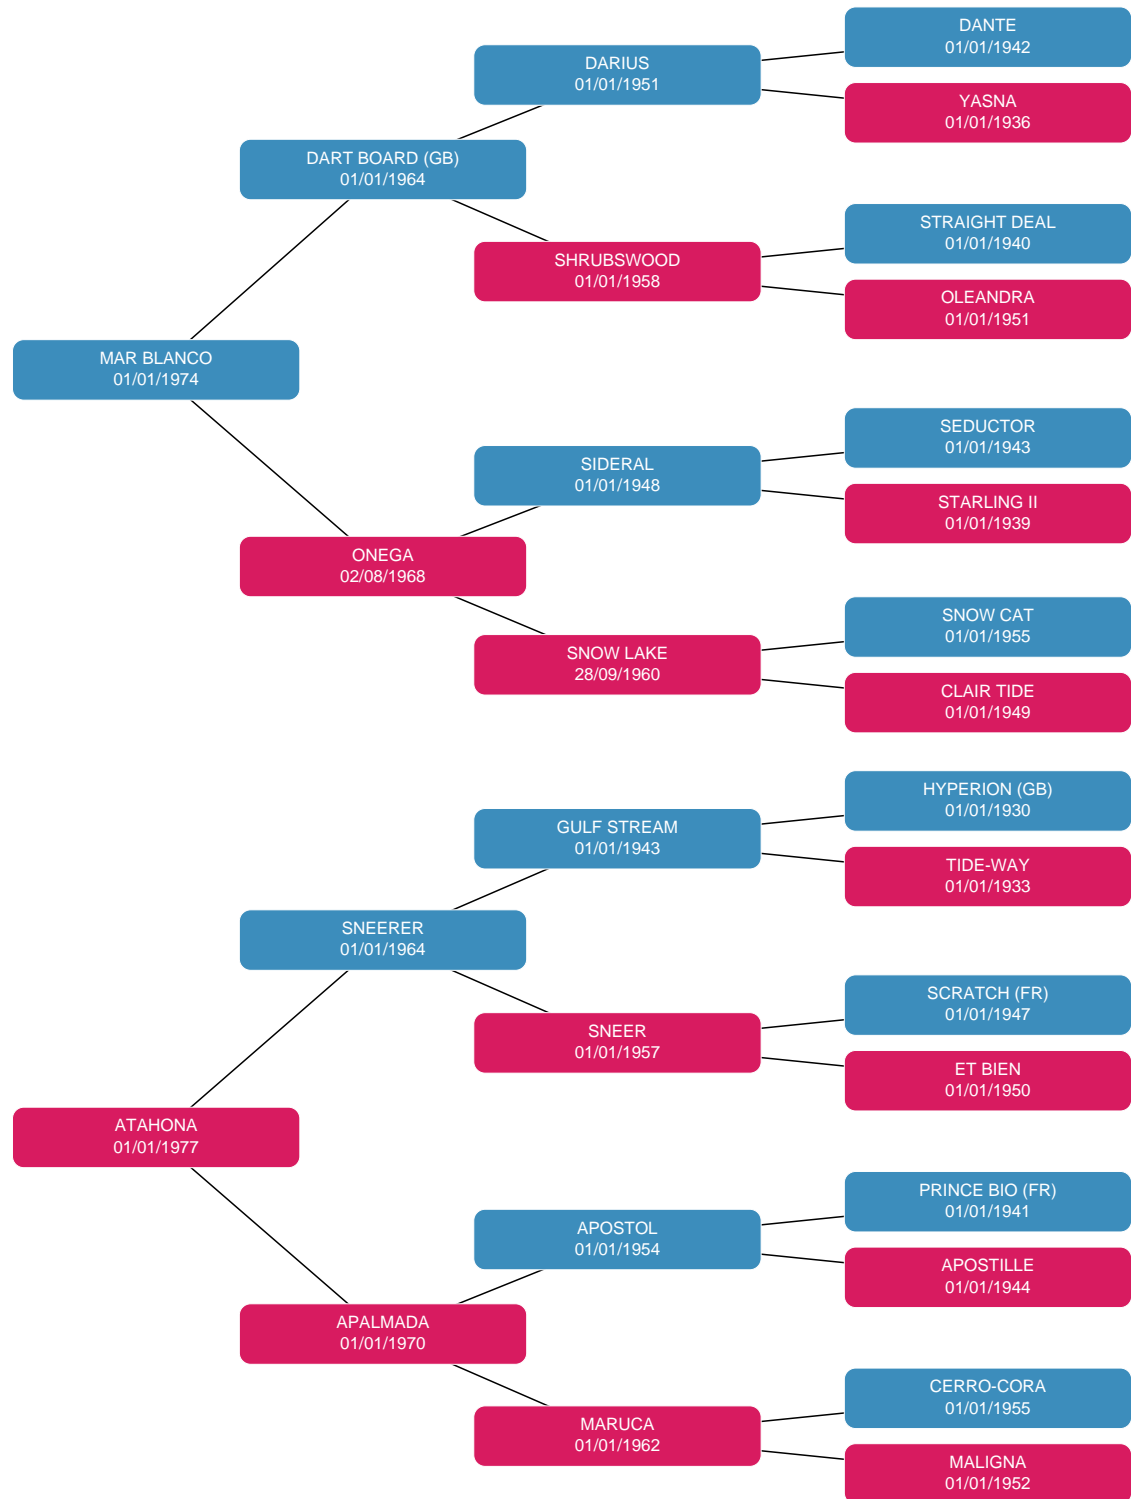 DANTE
01/01/1942
DARIUS
01/01/1951
YASNA
01/01/1936
DART BOARD (GB)
01/01/1964
STRAIGHT DEAL
01/01/1940
SHRUBSWOOD
01/01/1958
OLEANDRA
01/01/1951
MAR BLANCO
01/01/1974
SEDUCTOR
01/01/1943
SIDERAL
01/01/1948
STARLING II
01/01/1939
ONEGA
02/08/1968
SNOW CAT
01/01/1955
SNOW LAKE
28/09/1960
CLAIR TIDE
01/01/1949
HYPERION (GB)
01/01/1930
GULF STREAM
01/01/1943
TIDE-WAY
01/01/1933
SNEERER
01/01/1964
SCRATCH (FR)
01/01/1947
SNEER
01/01/1957
ET BIEN
01/01/1950
ATAHONA
01/01/1977
PRINCE BIO (FR)
01/01/1941
APOSTOL
01/01/1954
APOSTILLE
01/01/1944
APALMADA
01/01/1970
CERRO-CORA
01/01/1955
MARUCA
01/01/1962
MALIGNA
01/01/1952